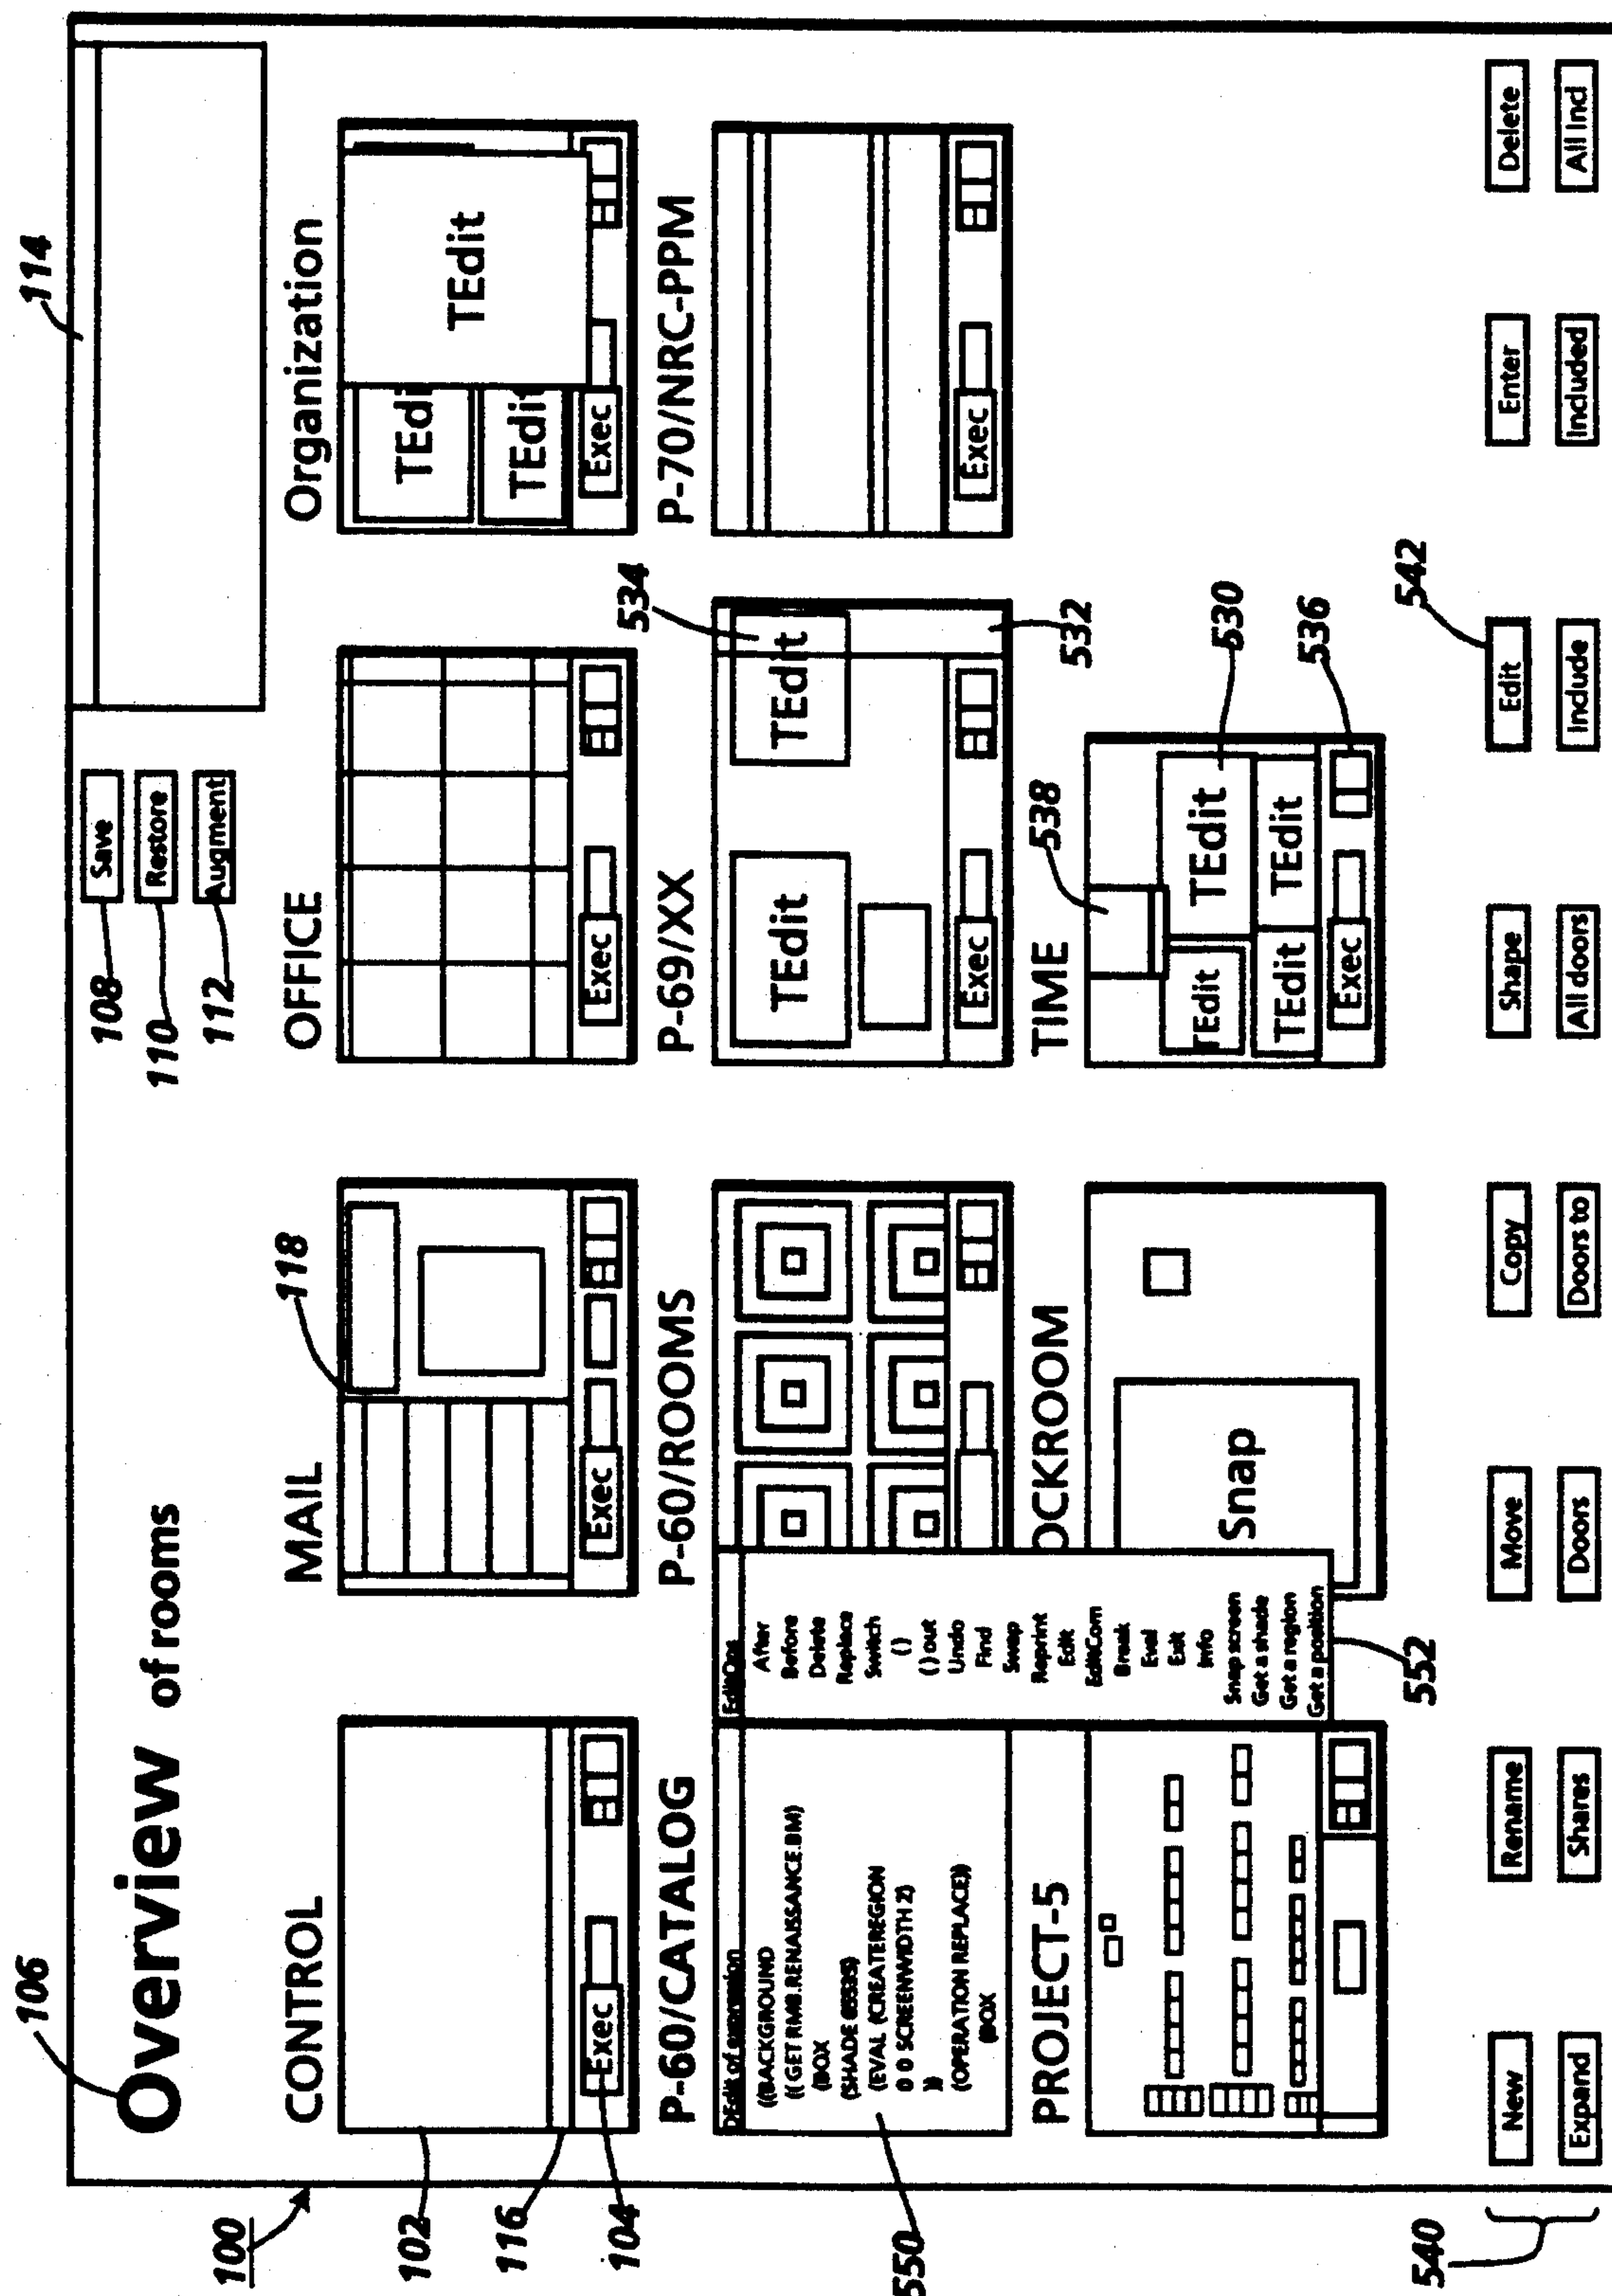 106
114
Overview of rooms
108
Save
110
Restore
112
Augment
100
CONTROL
MAIL
118
OFFICE
Organization
102
116
104
Exec
Exec
Exec
TEdi
TEdit
TEdit
Exec
P-60/CATALOG
P-60/ROOMS
P-69/XX
534
P-70/NRC-PPM
DEdit of expression
((BACKGROUND
(( GET RMB.RENAISSANCE.BM)
(BOX
(SHADE 65535)
(EVAL (CREATEREGION
0 0 SCREENWIDTH 2)
))
(OPERATION REPLACE))
(BOX
550
EditOps
After
Before
Delete
Replace
Switch
( )
( ) out
Undo
Find
Swap
Reprint
Edit
EditCom
Break
Eval
Exit
Info
Snap screen
Get a shade
Get a region
Get a position
552
TEdit
TEdit
Exec
532
Exec
PROJECT-5
OCKROOM
Snap
TIME
538
TEdit
TEdit
530
TEdit
TEdit
Exec
536
540
542
New
Rename
Move
Copy
Shape
Edit
Enter
Delete
Expand
Shares
Doors
Doors to
All doors
Include
Included
All Ind